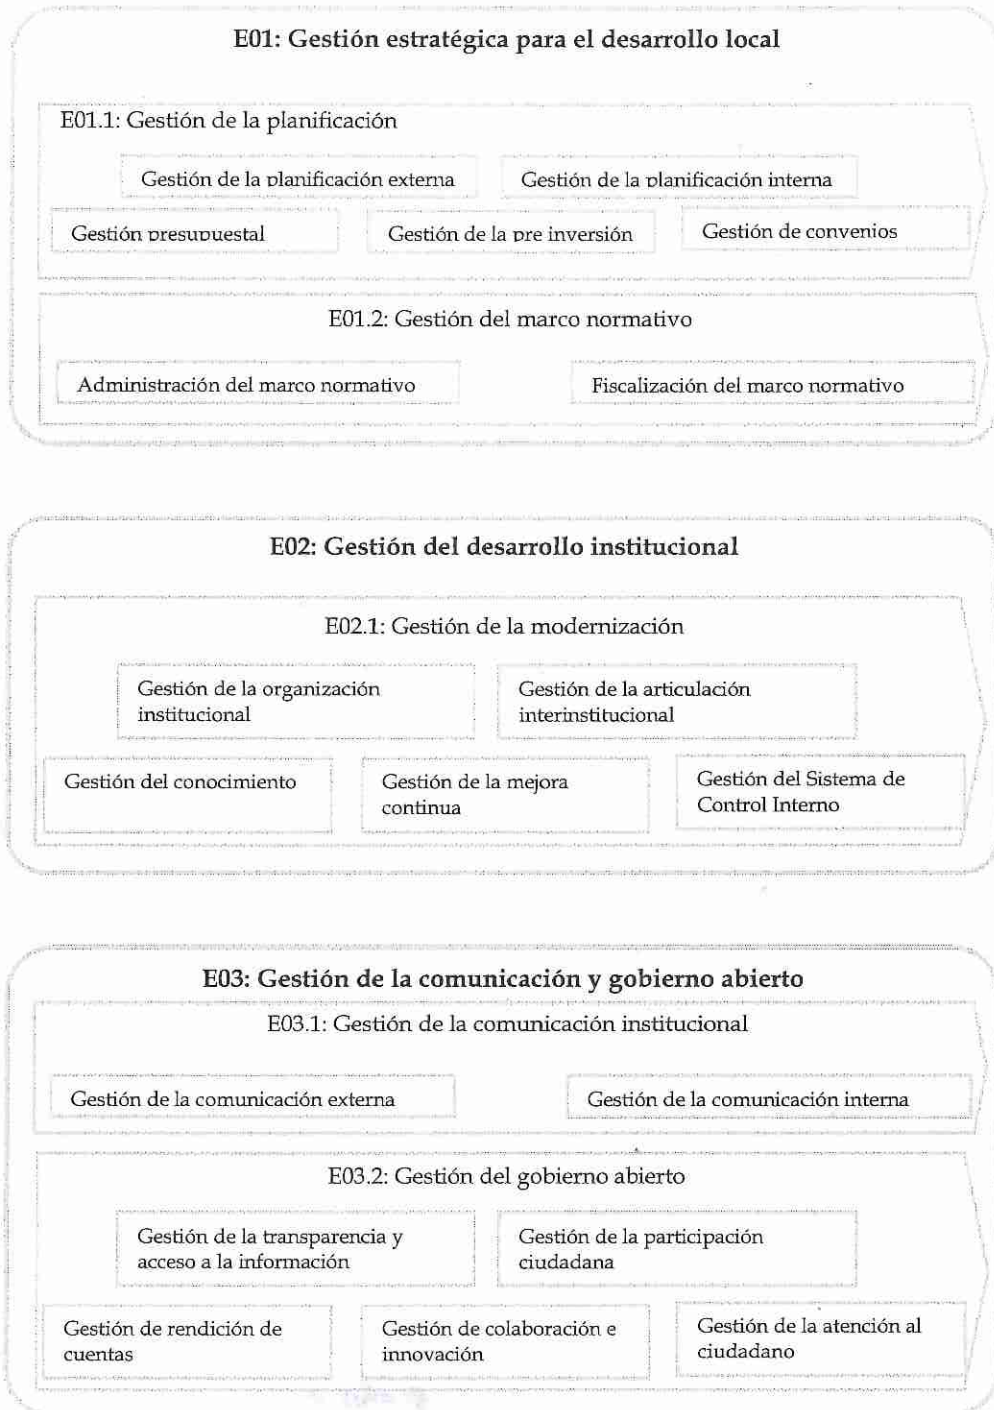 E01: Gestión estratégica para el desarrollo local
E01.1: Gestión de la planificación
Gestión de la planificación externa
Gestión de la planificación interna
Gestión presupuestal
Gestión de la pre inversión
Gestión de convenios
E01.2: Gestión del marco normativo
Administración del marco normativo
Fiscalización del marco normativo
E02: Gestión del desarrollo institucional
E02.1: Gestión de la modernización
Gestión de la organización
institucional
Gestión de la articulación
interinstitucional
Gestión del conocimiento
Gestión de la mejora
continua
Gestión del Sistema de
Control Interno
E03: Gestión de la comunicación y gobierno abierto
E03.1: Gestión de la comunicación institucional
Gestión de la comunicación externa
Gestión de la comunicación interna
E03.2: Gestión del gobierno abierto
Gestión de la transparencia y
acceso a la información
Gestión de la participación
ciudadana
Gestión de rendición de
cuentas
Gestión de colaboración e
innovación
Gestión de la atención al
ciudadano